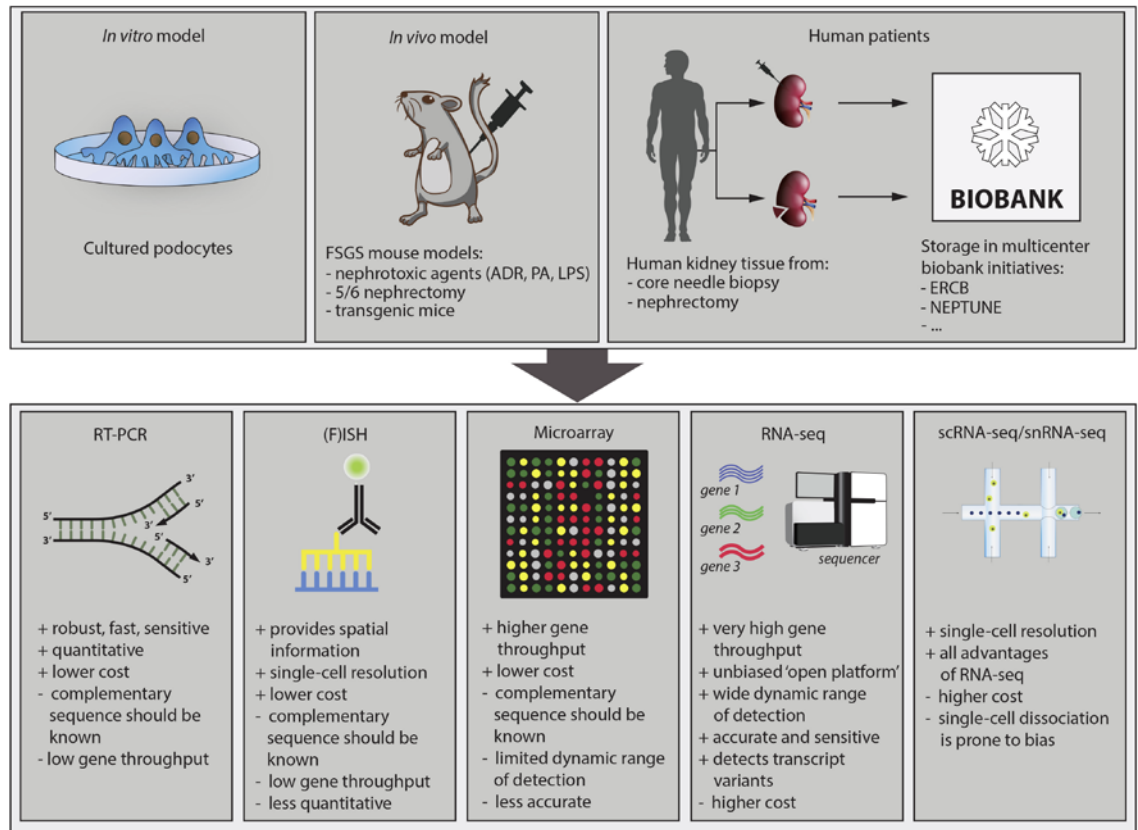 In vitro model
Cultured podocytes
In vivo model
FSGS mouse models:
- nephrotoxic agents (ADR, PA, LPS)
- 5/6 nephrectomy
- transgenic mice
Human patients
Human kidney tissue from:
- core needle biopsy
- nephrectomy
BIOBANK
Storage in multicenter
biobank initiatives:
- ERCB
- NEPTUNE
- ...
RT-PCR
3’
5’
5’
3’
3’
5’
3’
5’
+ robust, fast, sensitive
+ quantitative
+ lower cost
- complementary
sequence should be
known
- low gene throughput
(F)ISH
+ provides spatial
information
+ single-cell resolution
+ lower cost
- complementary
sequence should be
known
- low gene throughput
- less quantitative
Microarray
+ higher gene
throughput
+ lower cost
- complementary
sequence should be
known
- limited dynamic range
of detection
- less accurate
RNA-seq
gene 1
gene 2
gene 3
sequencer
+ very high gene
throughput
+ unbiased ‘open platform’
+ wide dynamic range
of detection
+ accurate and sensitive
+ detects transcript
variants
- higher cost
scRNA-seq/snRNA-seq
+ single-cell resolution
+ all advantages
of RNA-seq
- higher cost
- single-cell dissociation
is prone to bias